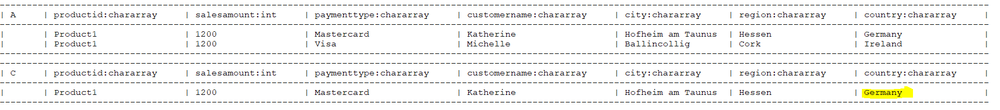 | A | productid:chararray | salesamount:int | paymenttype:chararray | customername:chararray | city:chararray | region:chararray | country:chararray |
| | Product1 | 1200 | Mastercard | Katherine | Hofheim am Taunus | Hessen | Germany |
| | Product1 | 1200 | Visa | Michelle | Ballincollig | Cork | Ireland |
| C | productid:chararray | salesamount:int | paymenttype:chararray | customername:chararray | city:chararray | region:chararray | country:chararray |
| | Product1 | 1200 | Mastercard | Katherine | Hofheim am Taunus | Hessen | Germany |